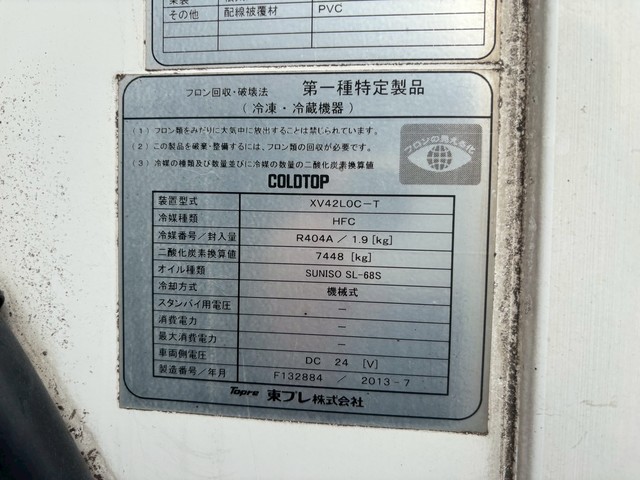 その他 配線被覆材 PVC
フロン回収・破壊法 第一種特定製品
（冷凍・冷蔵機器）
(1) フロン類をみだりに大気中に放出することは禁じられています。
(2) この製品を廃棄・整備するには、フロン類の回収が必要です。
(3) 冷媒の種類及び数量並びに冷媒の数量の二酸化炭素換算値
フロンの見える化
COLDTOP
装置型式 XV42L0C-T
冷媒種類 HFC
冷媒番号/封入量 R404A / 1.9 [kg]
二酸化炭素換算値 7448 [kg]
オイル種類 SUNISO SL-68S
冷却方式 機械式
スタンバイ用電圧 －
消費電力 －
最大消費電力 －
車両側電圧 DC 24 [V]
製造番号/年月 F132884 / 2013-7
Topre 東プレ株式会社